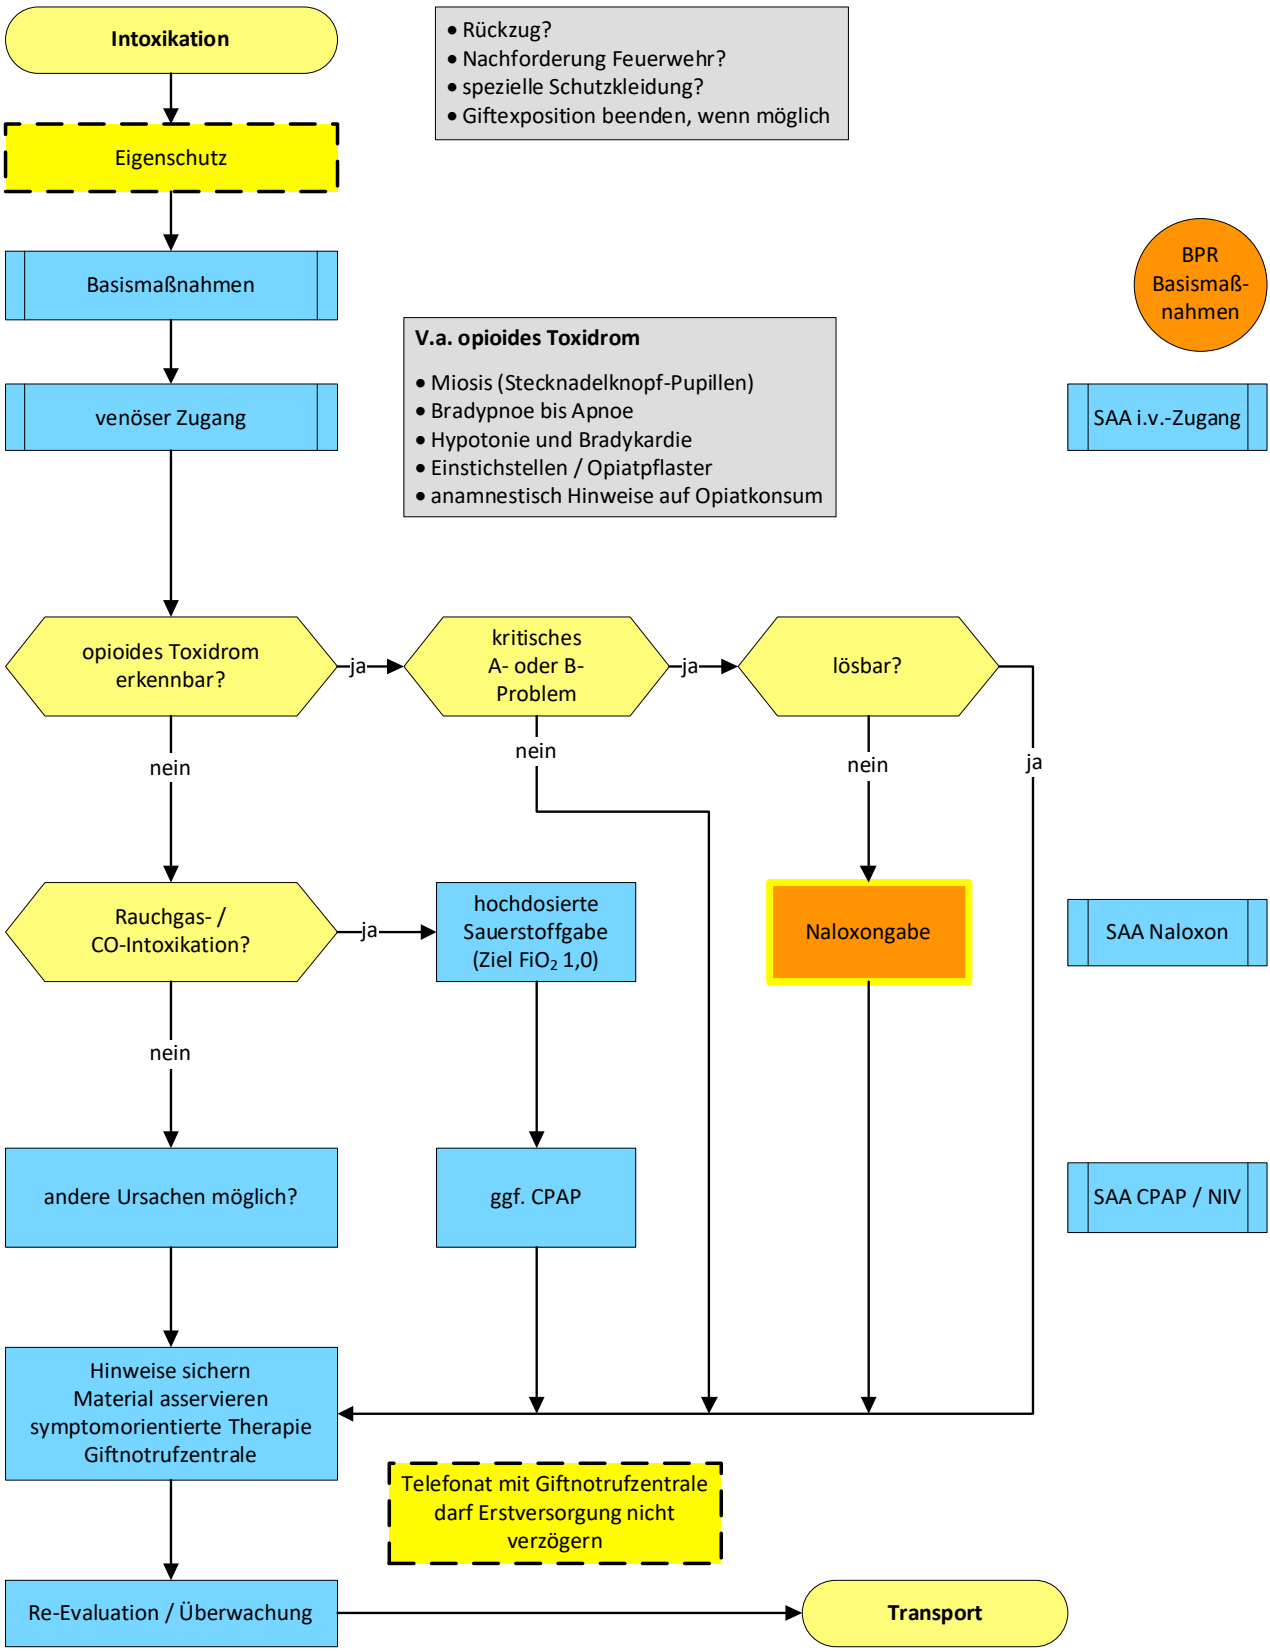 Intoxikation
• Rückzug?
• Nachforderung Feuerwehr?
• spezielle Schutzkleidung?
• Giftexposition beenden, wenn möglich
Eigenschutz
Basismaßnahmen
BPR
Basismaß-
nahmen
V.a. opioides Toxidrom
• Miosis (Stecknadelknopf-Pupillen)
• Bradypnoe bis Apnoe
• Hypotonie und Bradykardie
• Einstichstellen / Opiatpflaster
• anamnestisch Hinweise auf Opiatkonsum
venöser Zugang
SAA i.v.-Zugang
opioides Toxidrom
erkennbar?
ja
kritisches
A- oder B-
Problem
ja
lösbar?
nein
nein
nein
ja
Rauchgas- /
CO-Intoxikation?
ja
hochdosierte
Sauerstoffgabe
(Ziel FiO₂ 1,0)
Naloxongabe
SAA Naloxon
nein
andere Ursachen möglich?
ggf. CPAP
SAA CPAP / NIV
Hinweise sichern
Material asservieren
symptomorientierte Therapie
Giftnotrufzentrale
Telefonat mit Giftnotrufzentrale
darf Erstversorgung nicht
verzögern
Re-Evaluation / Überwachung
Transport